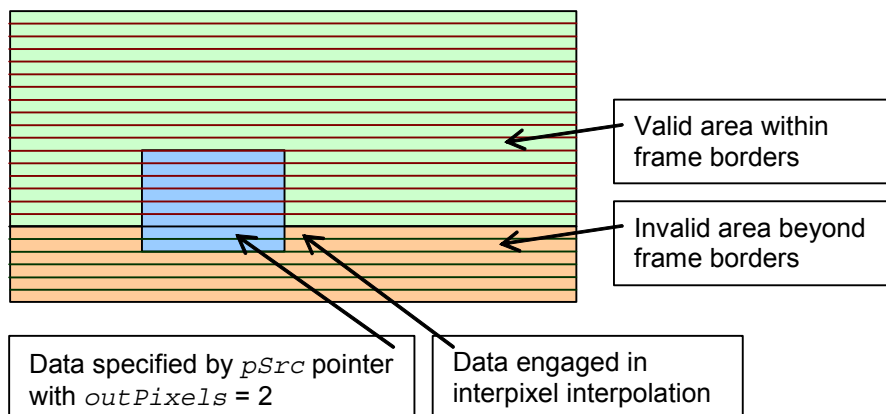 Valid area within
frame borders
Invalid area beyond
frame borders
Data specified by pSrc pointer
with outPixels = 2
Data engaged in
interpixel interpolation